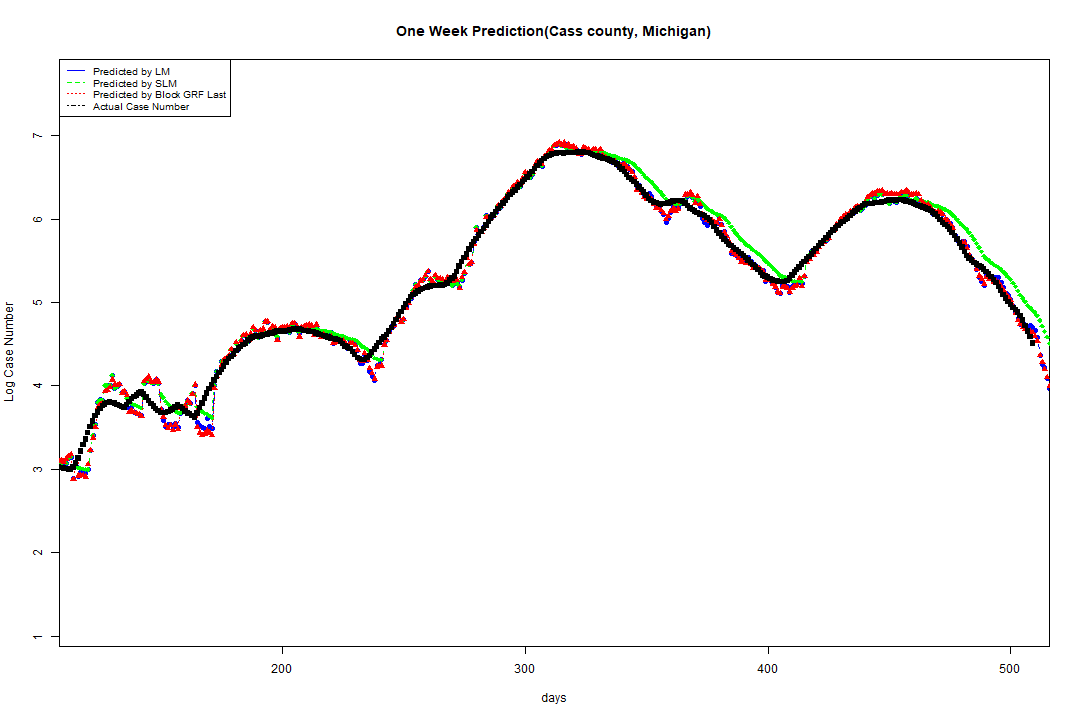 One Week Prediction(Cass county, Michigan)
Predicted by LM
Predicted by SLM
Predicted by Block GRF Last
Actual Case Number
7
6
5
4
3
2
1
Log Case Number
200 300 400 500
days